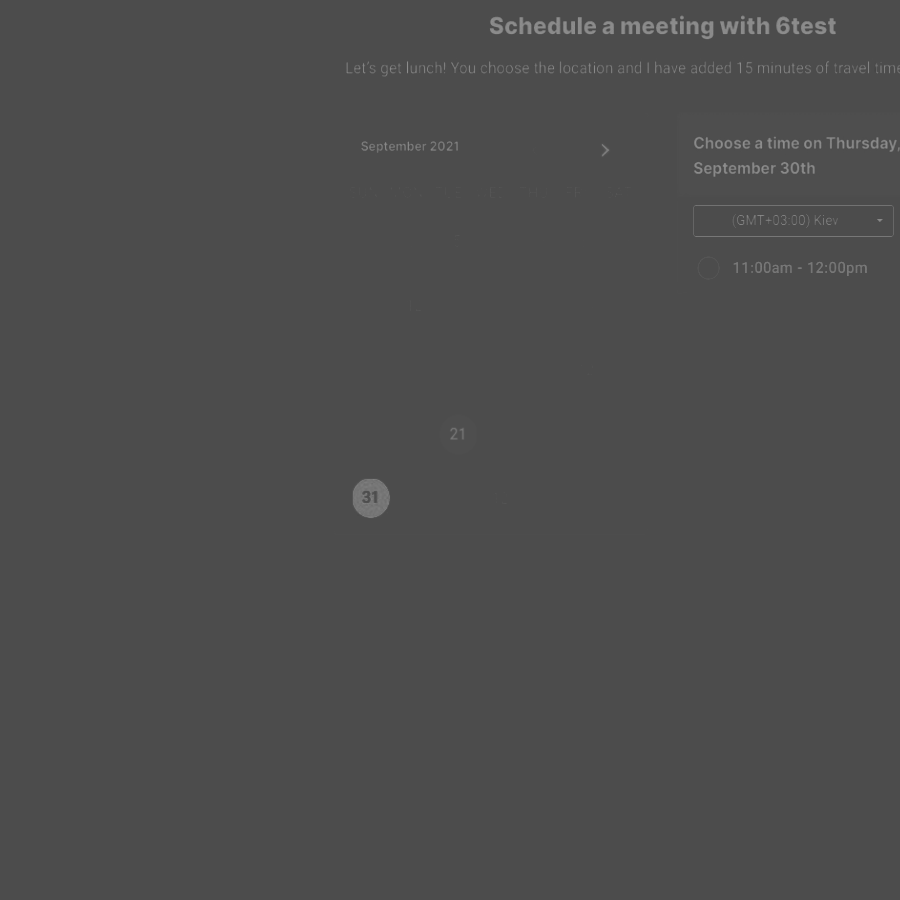 Schedule a meeting with 6test
Let's get lunch! You choose the location and I have added 15 minutes of travel time
September 2021
Choose a time on Thursday,
September 30th
(GMT+03:00) Kiev
11:00am - 12:00pm
21
31